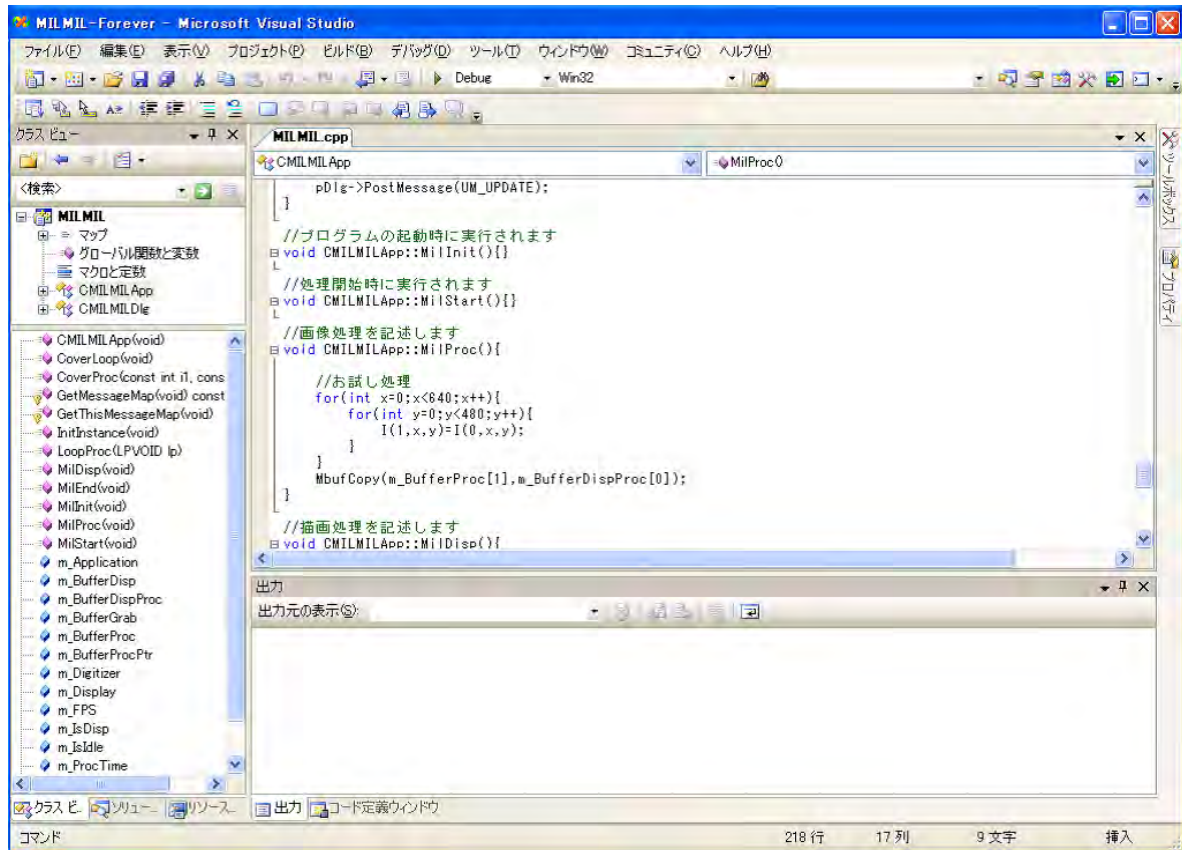 MILMIL-Forever - Microsoft Visual Studio
ファイル(F) 編集(E) 表示(V) プロジェクト(P) ビルド(B) デバッグ(D) ツール(T) ウィンドウ(W) コミュニティ(C) ヘルプ(H)
Debug Win32
クラス ビュー
<検索>
MILMIL
マップ
グローバル関数と変数
マクロと定数
CMILMILApp
CMILMILDlg
CMILMILApp(void)
CoverLoop(void)
CoverProc(const int i1, cons
GetMessageMap(void) const
GetThisMessageMap(void)
InitInstance(void)
LoopProc(LPVOID lp)
MilDisp(void)
MilEnd(void)
MilInit(void)
MilProc(void)
MilStart(void)
m_Application
m_BufferDisp
m_BufferDispProc
m_BufferGrab
m_BufferProc
m_BufferProcPtr
m_Digitizer
m_Display
m_FPS
m_IsDisp
m_IsIdle
m_ProcTime
クラス ビ... ソリュー... リソース...
MILMIL.cpp
CMILMILApp MilProc()
pDlg->PostMessage(UM_UPDATE);
}
//プログラムの起動時に実行されます
void CMILMILApp::MilInit(){}
//処理開始時に実行されます
void CMILMILApp::MilStart(){}
//画像処理を記述します
void CMILMILApp::MilProc(){
//お試し処理
for(int x=0;x<640;x++){
for(int y=0;y<480;y++){
I(1,x,y)=I(0,x,y);
}
}
MbufCopy(m_BufferProc[1],m_BufferDispProc[0]);
}
//描画処理を記述します
void CMILMILApp::MilDisp(){
出力
出力元の表示(S):
出力 コード定義ウィンドウ
ツールボックス
プロパティ
コマンド 218 行 17 列 9 文字 挿入